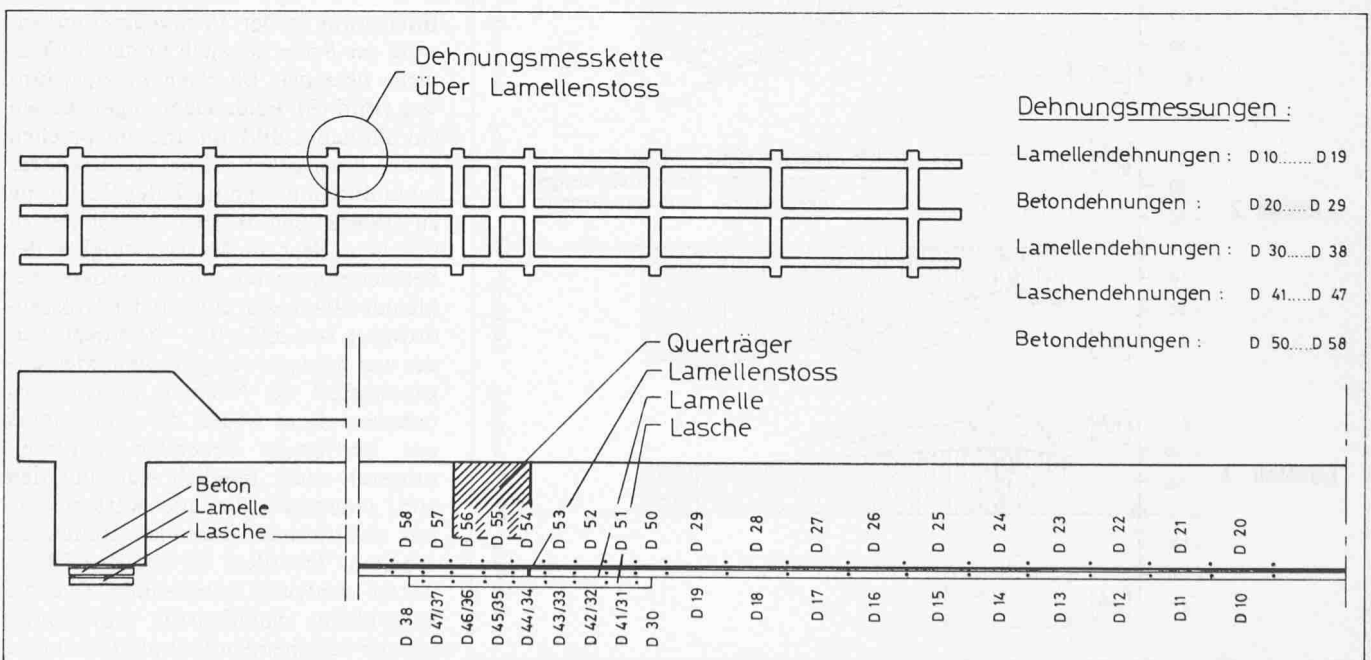 Dehnungsmesskette
über Lamellenstoss
Dehnungsmessungen :
Lamellendehnungen : D 10......D 19
Betondehnungen : D 20.....D 29
Lamellendehnungen : D 30.....D 38
Laschendehnungen : D 41.....D 47
Betondehnungen : D 50.....D 58
Querträger
Lamellenstoss
Lamelle
Lasche
Beton
Lamelle
Lasche
D 58
D 57
D 56
D 55
D 54
D 53
D 52
D 51
D 50
D 29
D 28
D 27
D 26
D 25
D 24
D 23
D 22
D 21
D 20
D 38
D 47/37
D 46/36
D 45/35
D 44/34
D 43/33
D 42/32
D 41/31
D 30
D 19
D 18
D 17
D 16
D 15
D 14
D 13
D 12
D 11
D 10